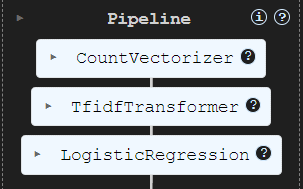 Pipeline
CountVectorizer
TfidfTransformer
LogisticRegression